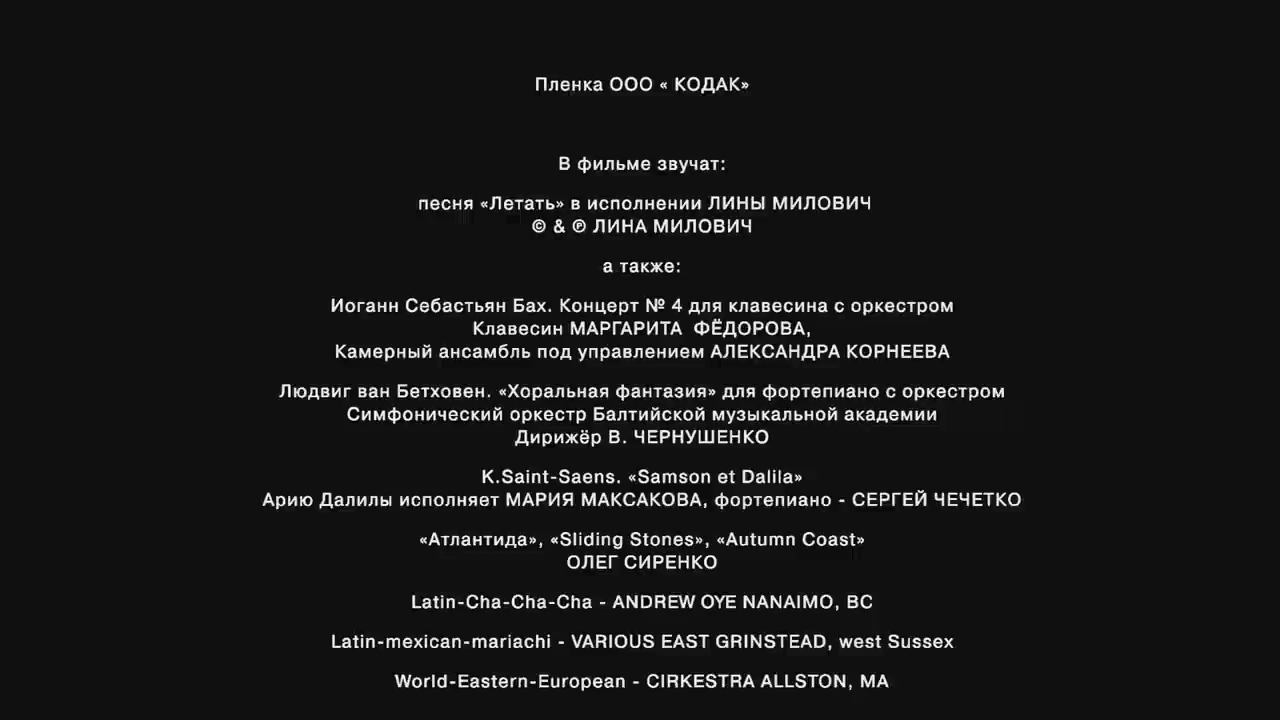 Пленка ООО « КОДАК»
В фильме звучат:
песня «Летать» в исполнении ЛИНЫ МИЛОВИЧ
© & ℗ ЛИНА МИЛОВИЧ
а также:
Иоганн Себастьян Бах. Концерт № 4 для клавесина с оркестром
Клавесин МАРГАРИТА ФЁДОРОВА,
Камерный ансамбль под управлением АЛЕКСАНДРА КОРНЕЕВА
Людвиг ван Бетховен. «Хоральная фантазия» для фортепиано с оркестром
Симфонический оркестр Балтийской музыкальной академии
Дирижёр В. ЧЕРНУШЕНКО
K.Saint-Saens. «Samson et Dalila»
Арию Далилы исполняет МАРИЯ МАКСАКОВА, фортепиано - СЕРГЕЙ ЧЕЧЕТКО
«Атлантида», «Sliding Stones», «Autumn Coast»
ОЛЕГ СИРЕНКО
Latin-Cha-Cha-Cha - ANDREW OYE NANAIMO, BC
Latin-mexican-mariachi - VARIOUS EAST GRINSTEAD, west Sussex
World-Eastern-European - CIRKESTRA ALLSTON, MA